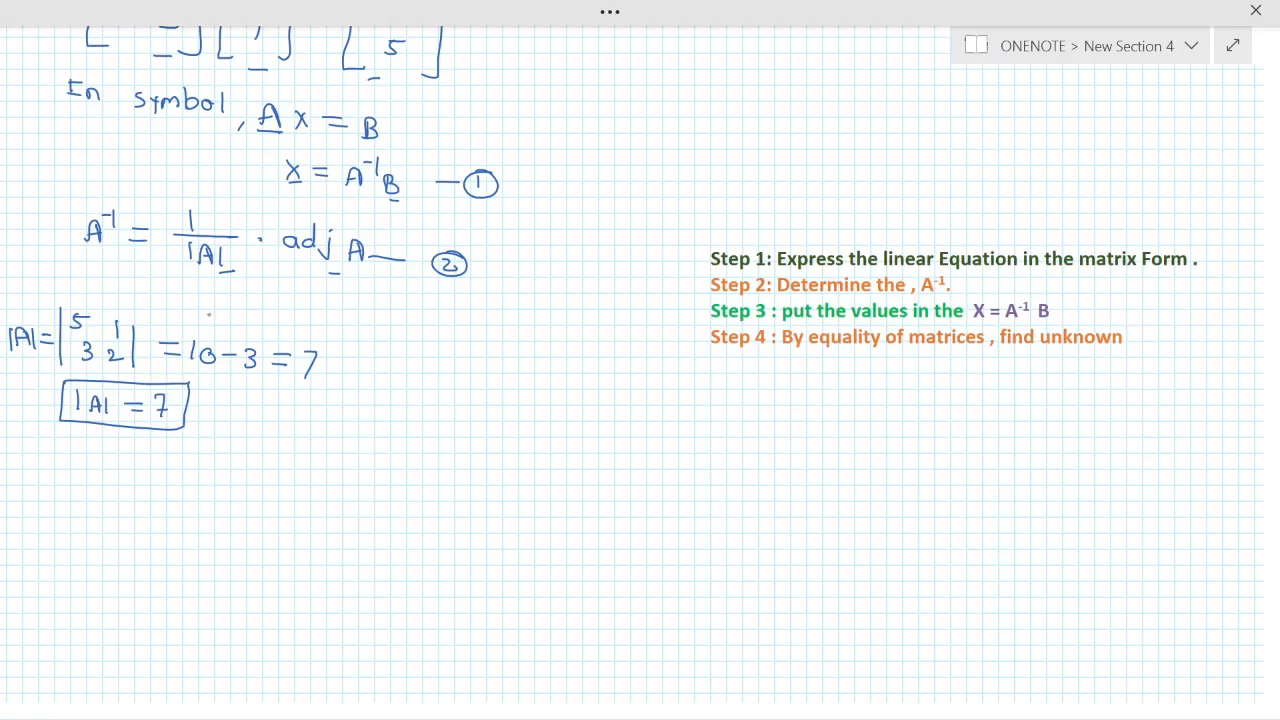 ONENOTE > New Section 4
5
In symbol, A x = B
x = A⁻¹B — ①
A⁻¹ = 1/|A| · adj A — ②
|A| = |5 1
3 2| = 10 - 3 = 7
|A| = 7
Step 1: Express the linear Equation in the matrix Form .
Step 2: Determine the , A⁻¹.
Step 3 : put the values in the X = A⁻¹ B
Step 4 : By equality of matrices , find unknown